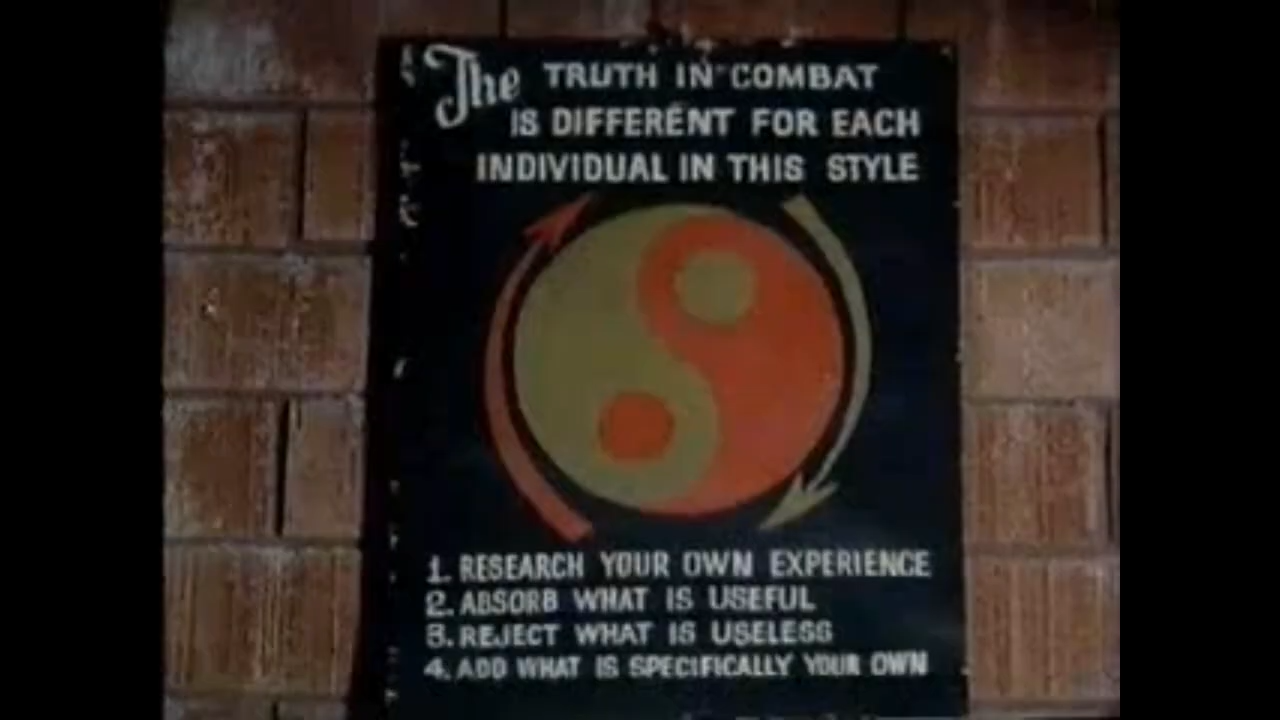 The TRUTH IN COMBAT
IS DIFFERENT FOR EACH
INDIVIDUAL IN THIS STYLE
1. RESEARCH YOUR OWN EXPERIENCE
2. ABSORB WHAT IS USEFUL
3. REJECT WHAT IS USELESS
4. ADD WHAT IS SPECIFICALLY YOUR OWN